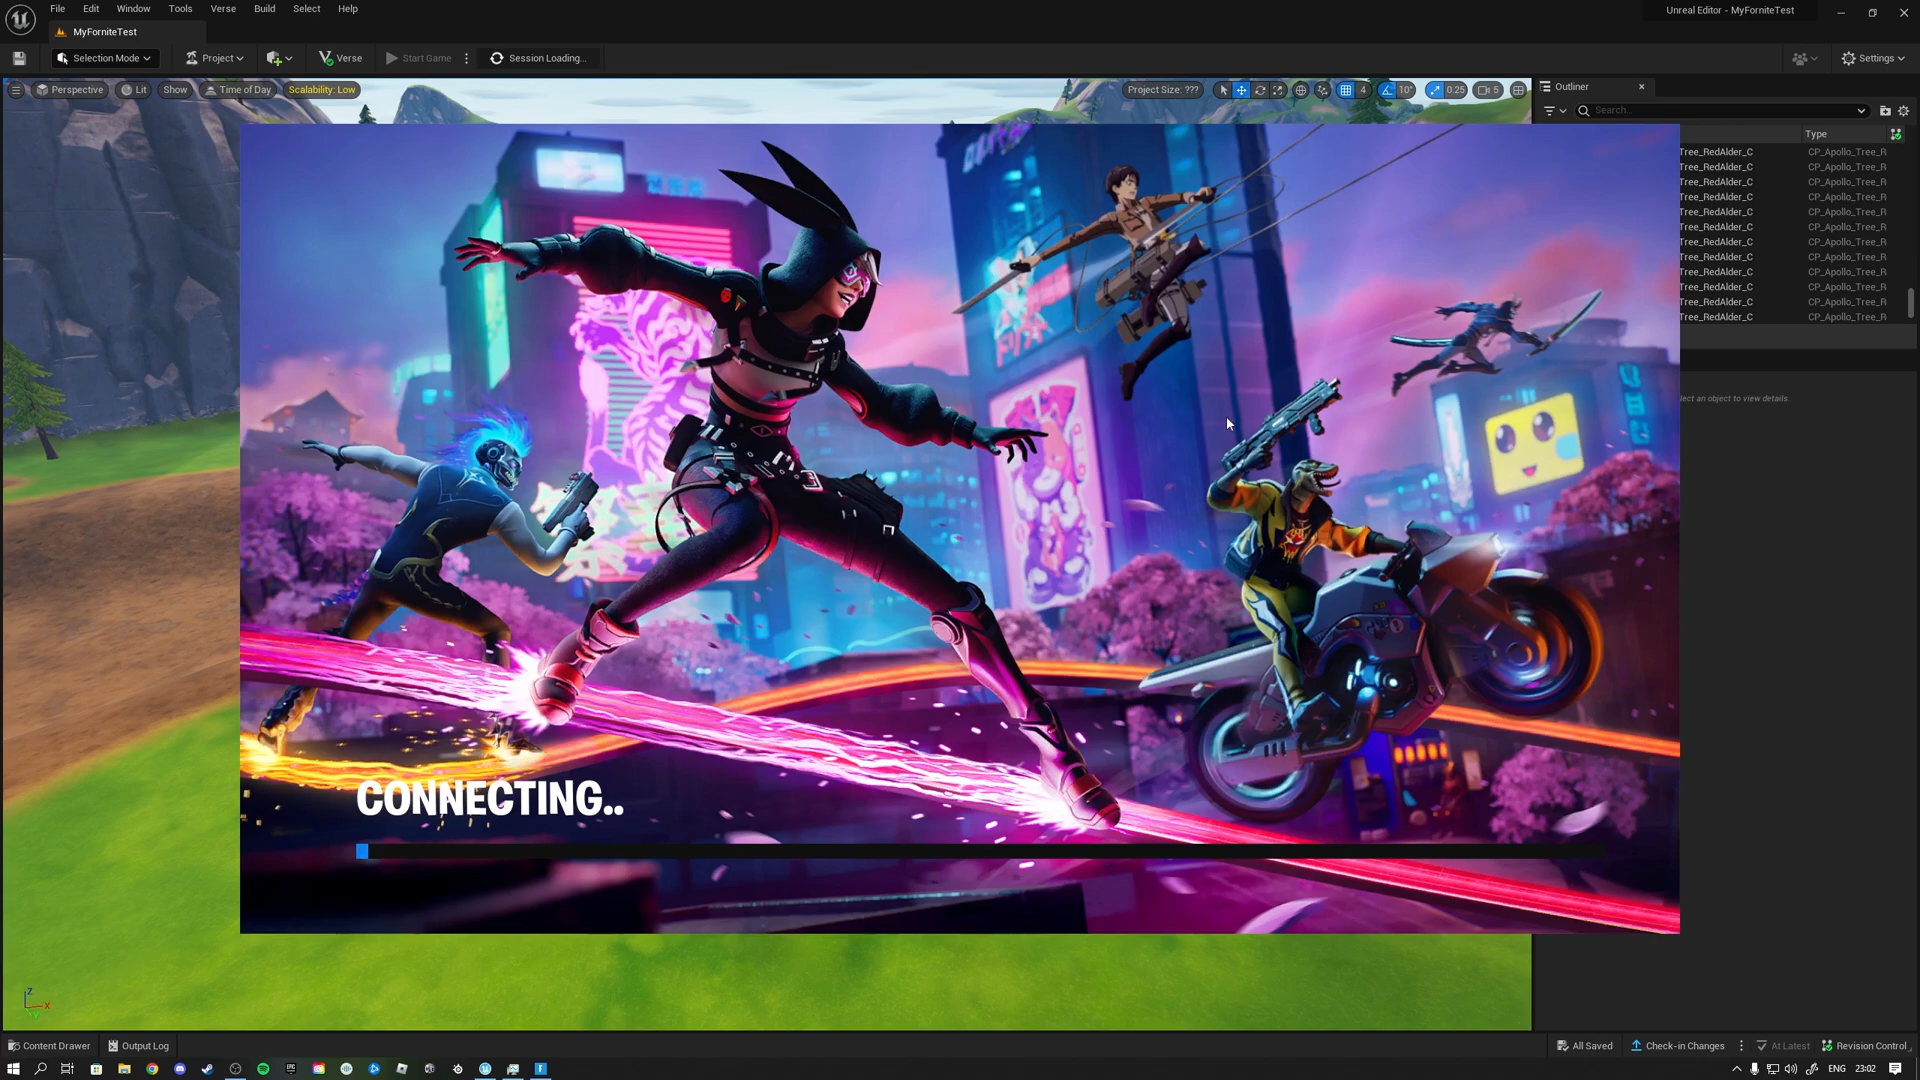 File Edit Window Tools Verse Build Select Help
Unreal Editor - MyForniteTest
MyForniteTest
Selection Mode Project Verse Start Game Session Loading... Settings
Perspective Lit Show Time of Day Scalability: Low Project Size: ??? 4 10° 0.25 5
Outliner
Search...
Type
Tree_RedAlder_C CP_Apollo_Tree_R
Tree_RedAlder_C CP_Apollo_Tree_R
Tree_RedAlder_C CP_Apollo_Tree_R
Tree_RedAlder_C CP_Apollo_Tree_R
Tree_RedAlder_C CP_Apollo_Tree_R
Tree_RedAlder_C CP_Apollo_Tree_R
Tree_RedAlder_C CP_Apollo_Tree_R
Tree_RedAlder_C CP_Apollo_Tree_R
Tree_RedAlder_C CP_Apollo_Tree_R
Tree_RedAlder_C CP_Apollo_Tree_R
Tree_RedAlder_C CP_Apollo_Tree_R
Tree_RedAlder_C CP_Apollo_Tree_R
lect an object to view details.
CONNECTING..
Z
X
Y
Content Drawer Output Log All Saved Check-in Changes At Latest Revision Control
ENG 23:02